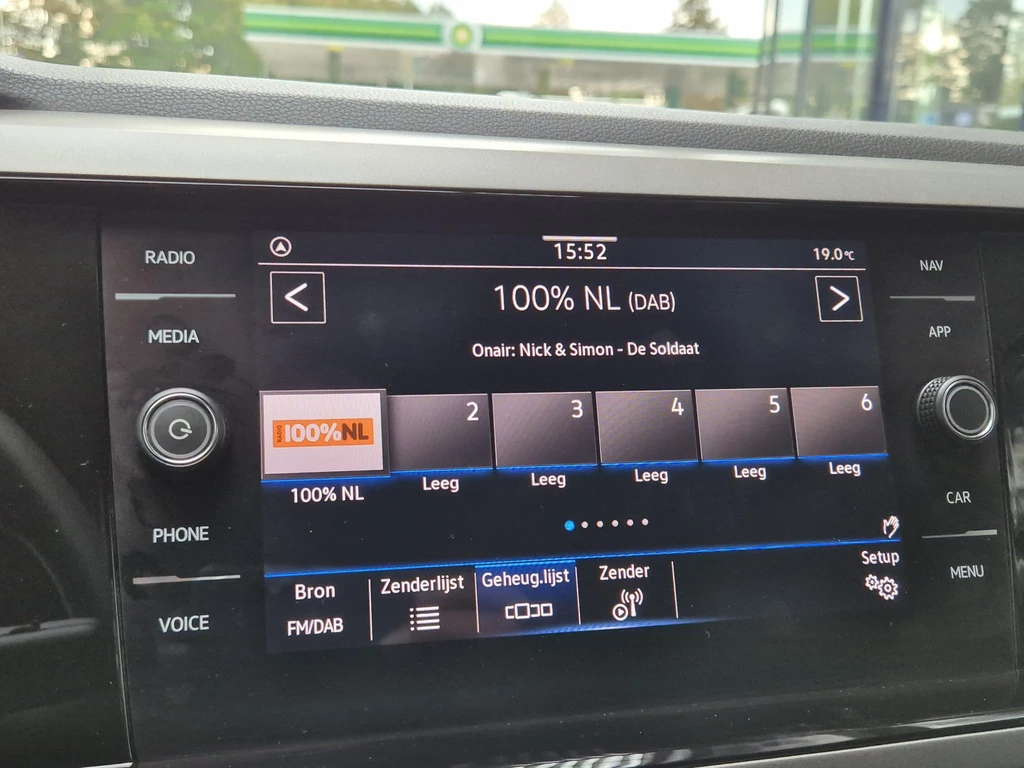 RADIO
MEDIA
PHONE
VOICE
15:52
19.0°C
<
100% NL (DAB)
>
Onair: Nick & Simon - De Soldaat
RADIO 100%NL
2
3
4
5
6
100% NL
Leeg
Leeg
Leeg
Leeg
Leeg
Bron
FM/DAB
Zenderlijst
Geheug.lijst
Zender
Setup
NAV
APP
CAR
MENU